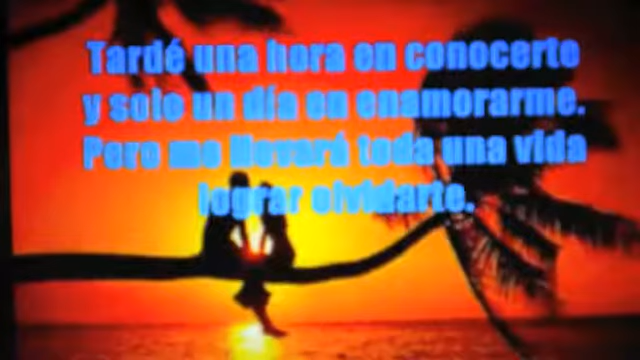 Tardé una hora en conocerte
y solo un día en enamorarme.
Pero me llevará toda una vida
lograr olvidarte.